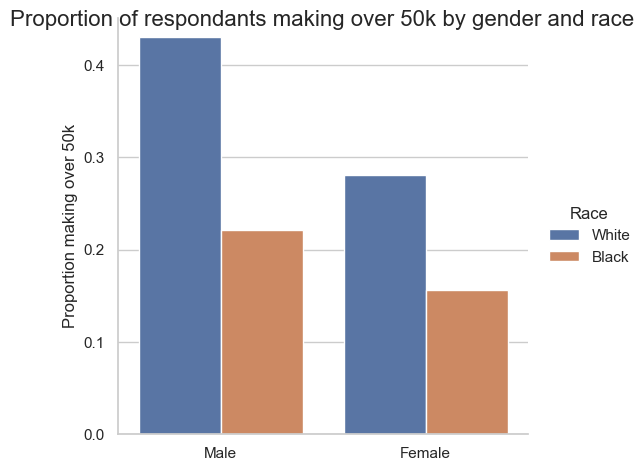 Proportion of respondants making over 50k by gender and race
Proportion making over 50k
0.4
0.3
0.2
0.1
0.0
Male
Female
Race
White
Black